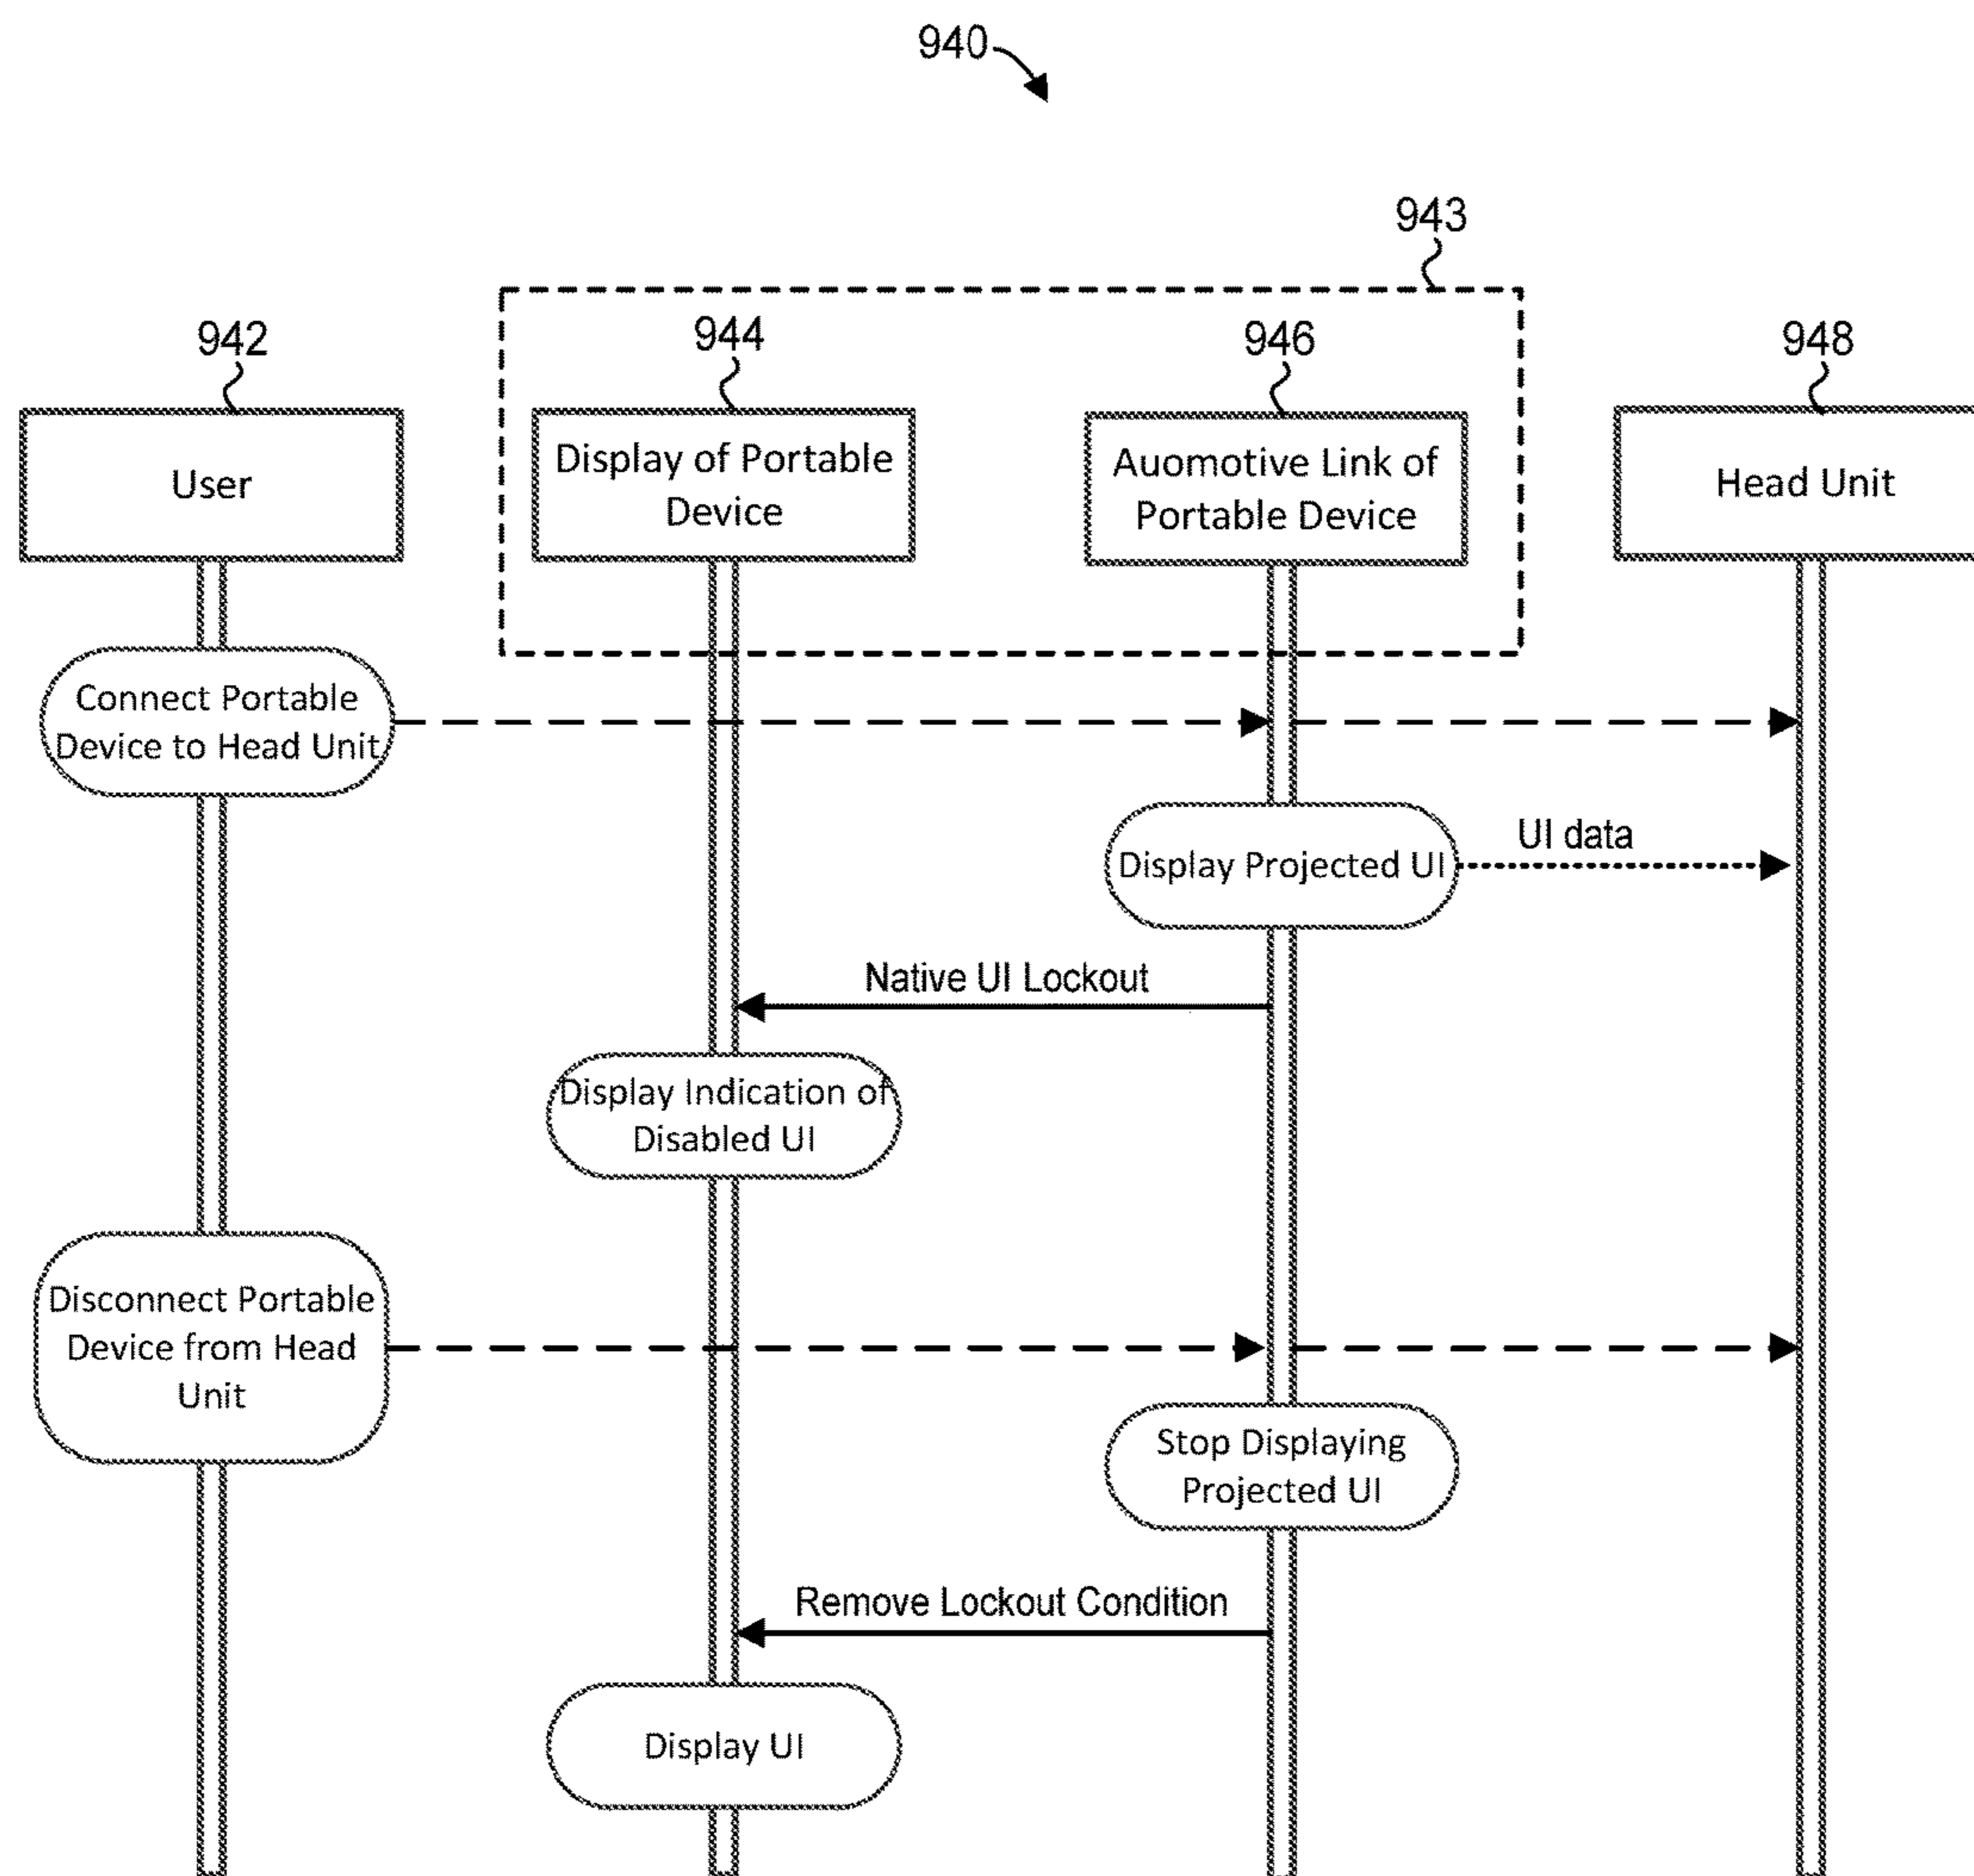 940
943
942
944
946
948
User
Display of Portable
Device
Auomotive Link of
Portable Device
Head Unit
Connect Portable
Device to Head Unit
Display Projected UI
UI data
Native UI Lockout
Display Indication of
Disabled UI
Disconnect Portable
Device from Head
Unit
Stop Displaying
Projected UI
Remove Lockout Condition
Display UI